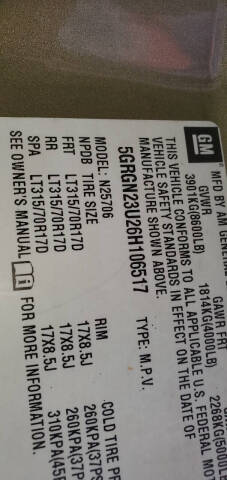 GM
MFD BY AM GENERAL
GVWR GAWR FRT
3901KG(8600LB) 1814KG(4000LB) 2268KG(5000LB
THIS VEHICLE CONFORMS TO ALL APPLICABLE U.S. FEDERAL MOT
VEHICLE SAFETY STANDARDS IN EFFECT ON THE DATE OF
MANUFACTURE SHOWN ABOVE.
5GRGN23U26H106517 TYPE: M.P.V.
MODEL: N25706
NPDB TIRE SIZE RIM COLD TIRE PR
FRT LT315/70R17D 17X8.5J 260KPA(37PS
RR LT315/70R17D 17X8.5J 260KPA(37P
SPA LT315/70R17D 17X8.5J 310KPA(45P
SEE OWNER'S MANUAL i FOR MORE INFORMATION.